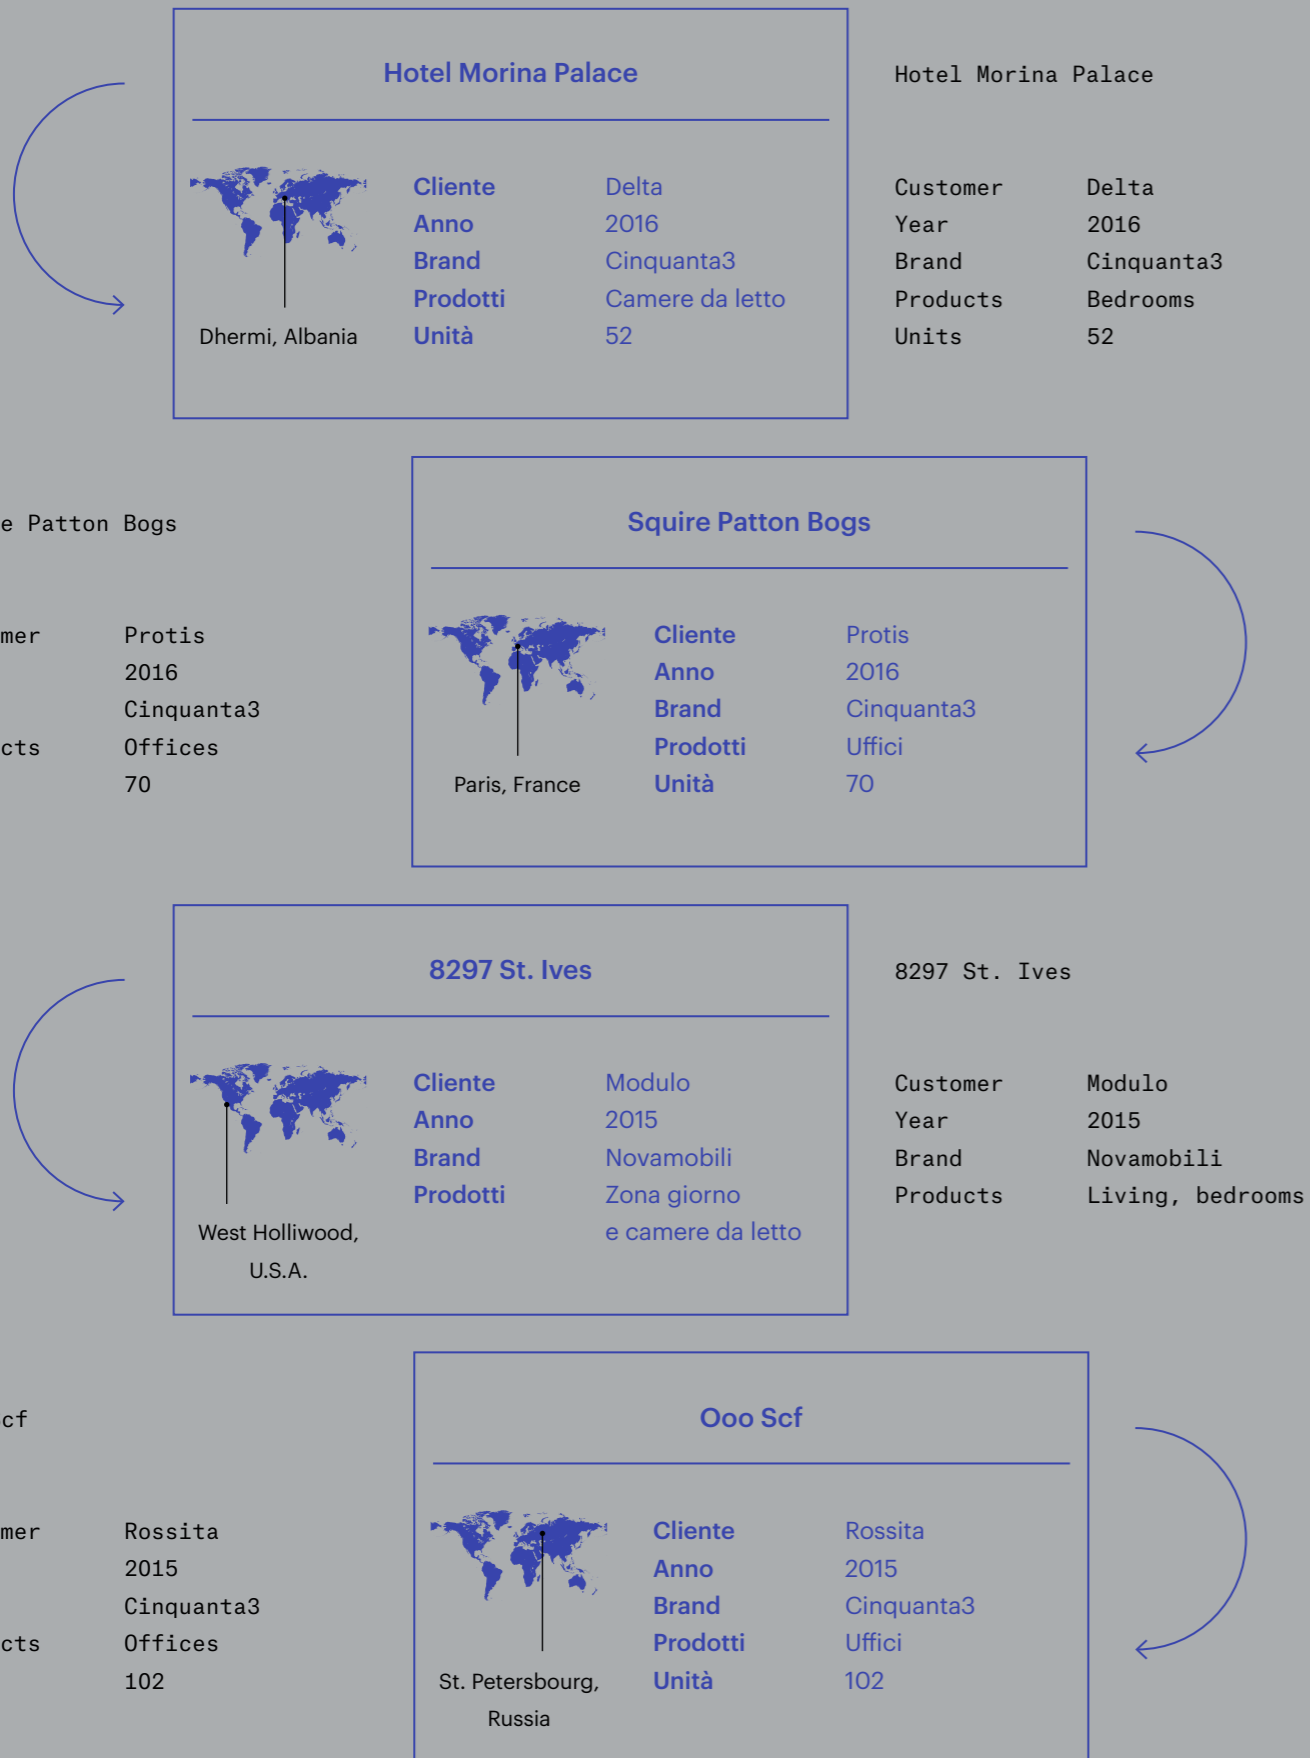 Hotel Morina Palace
Dhermi, Albania
Cliente Delta
Anno 2016
Brand Cinquanta3
Prodotti Camere da letto
Unità 52
Hotel Morina Palace
Customer Delta
Year 2016
Brand Cinquanta3
Products Bedrooms
Units 52
e Patton Bogs
mer Protis
2016
Cinquanta3
cts Offices
70
Squire Patton Bogs
Paris, France
Cliente Protis
Anno 2016
Brand Cinquanta3
Prodotti Uffici
Unità 70
8297 St. Ives
West Holliwood,
U.S.A.
Cliente Modulo
Anno 2015
Brand Novamobili
Prodotti Zona giorno
e camere da letto
8297 St. Ives
Customer Modulo
Year 2015
Brand Novamobili
Products Living, bedrooms
cf
mer Rossita
2015
Cinquanta3
cts Offices
102
Ooo Scf
St. Petersbourg,
Russia
Cliente Rossita
Anno 2015
Brand Cinquanta3
Prodotti Uffici
Unità 102